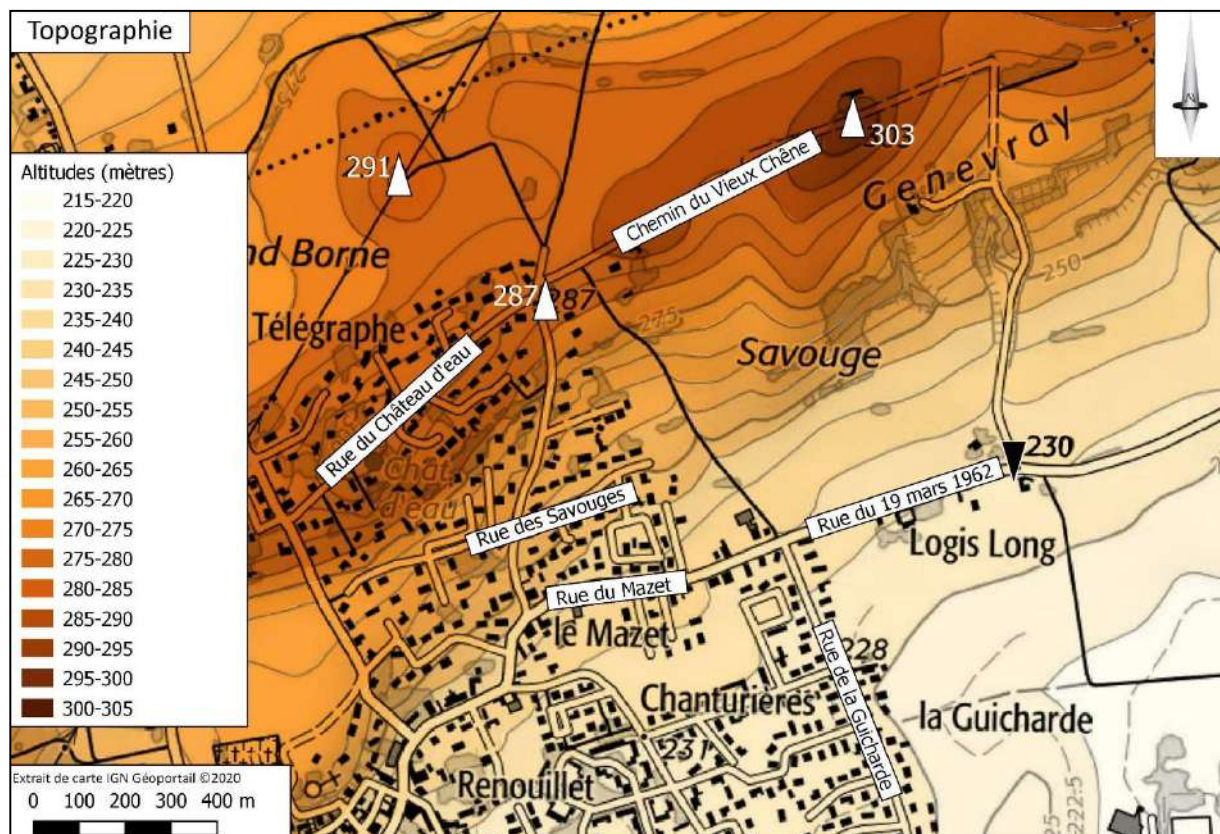 Topographie
N
275
Altitudes (mètres)
215-220
220-225
225-230
230-235
235-240
240-245
245-250
250-255
255-260
260-265
265-270
270-275
275-280
280-285
285-290
290-295
295-300
300-305
291
303
Genevray
Chemin du Vieux Chêne
nd Borne
250
287
287
Télégraphe
275
Savouge
Rue du Château d'eau
230
Chât.
d'eau
Rue du 19 mars 1962
Rue des Savouges
Logis Long
Rue du Mazet
le Mazet
228
Rue de la Guicharde
Chanturières
la Guicharde
231
Renouillet
222.5
Extrait de carte IGN Géoportail ©2020
0 100 200 300 400 m